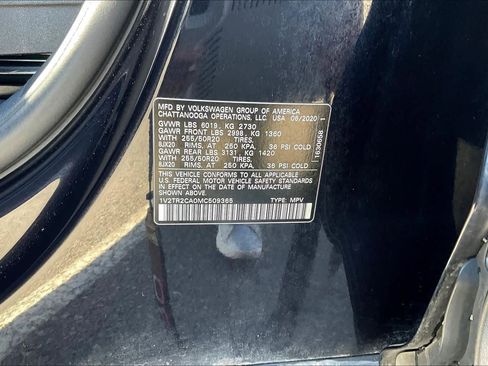 MFD BY VOLKSWAGEN GROUP OF AMERICA
CHATTANOOGA OPERATIONS, LLC. USA 08/2020
GVWR LBS 6019, KG 2730
GAWR FRONT LBS 2998, KG 1360
WITH 255/50R20 TIRES,
8JX20 RIMS, AT 250 KPA, 36 PSI COLD
GAWR REAR LBS 3131, KG 1420
WITH 255/50R20 TIRES,
8JX20 RIMS, AT 250 KPA, 36 PSI COLD
THIS VEHICLE CONFORMS TO ALL APPLICABLE
U.S. FEDERAL MOTOR VEHICLE SAFETY STANDARDS
IN EFFECT ON THE DATE OF MANUFACTURE
SHOWN ABOVE.
1V2TR2CA0MC509365 TYPE: MPV